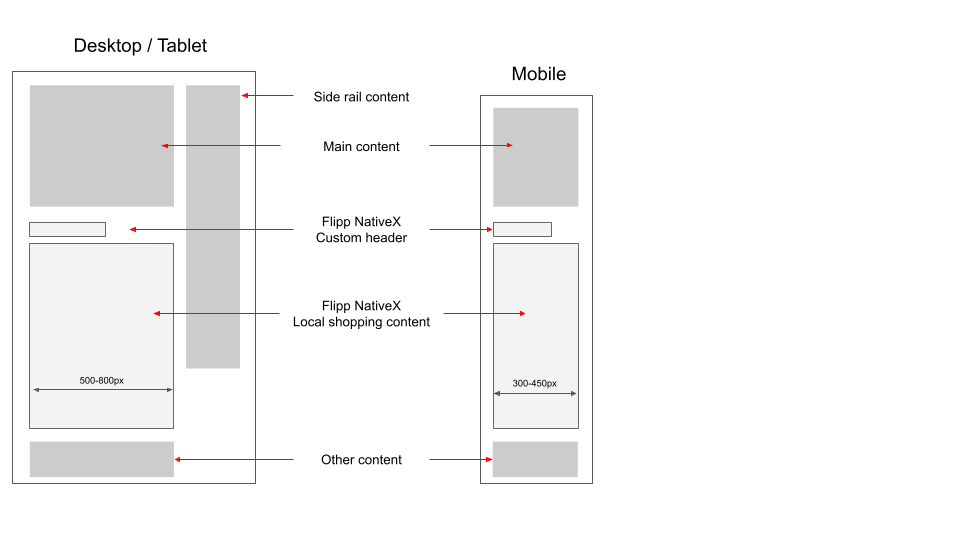 Desktop / Tablet
Mobile
Side rail content
Main content
Flipp NativeX
Custom header
Flipp NativeX
Local shopping content
500-800px
300-450px
Other content